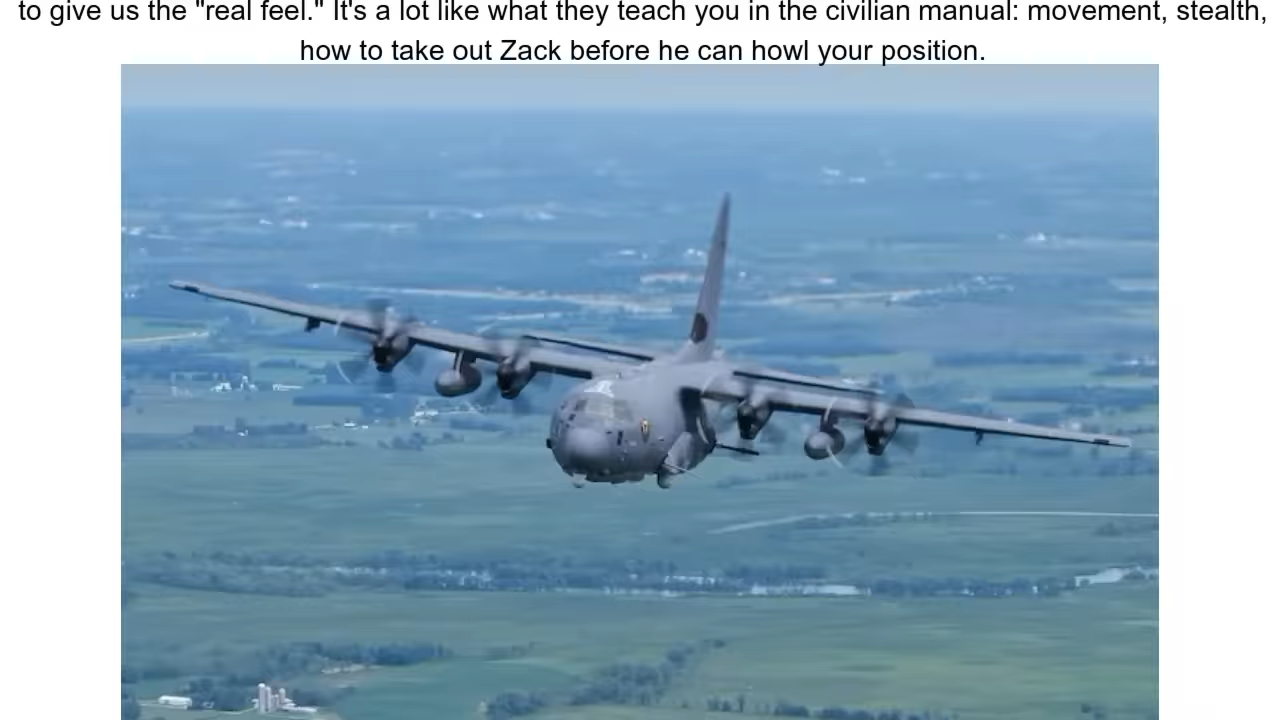 to give us the "real feel." It's a lot like what they teach you in the civilian manual: movement, stealth,
how to take out Zack before he can howl your position.